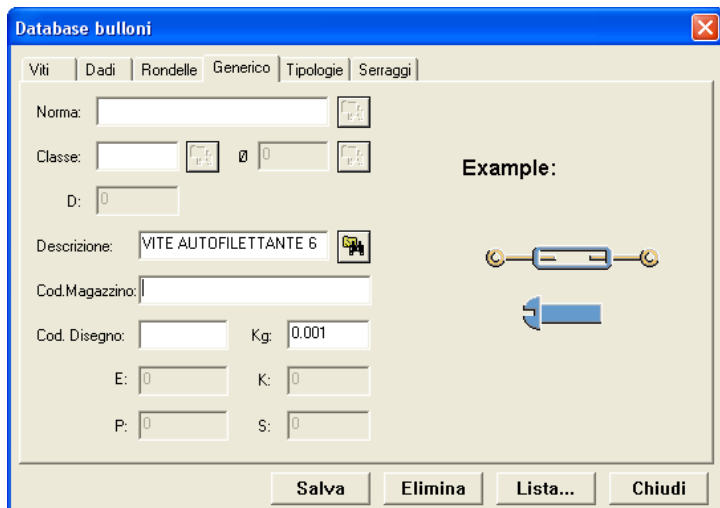 Database bulloni
Viti Dadi Rondelle Generico Tipologie Serraggi
Norma:
Classe: Ø 0
D: 0
Example:
Descrizione: VITE AUTOFILETTANTE 6
Cod.Magazzino:
Cod. Disegno: Kg: 0.001
E: 0 K: 0
P: 0 S: 0
Salva Elimina Lista... Chiudi